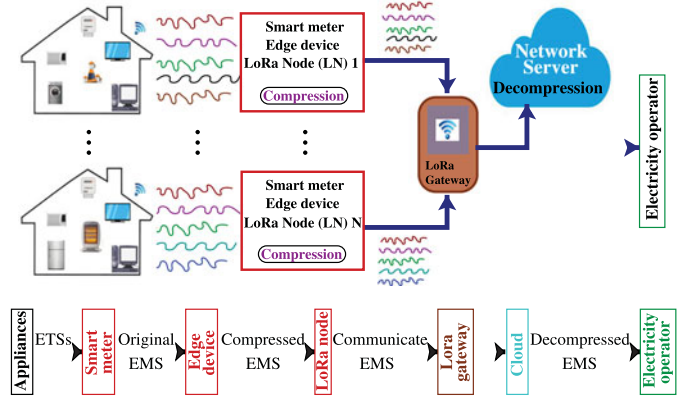 Smart meter
Edge device
LoRa Node (LN) 1
Compression
Network
Server
Decompression
LoRa
Gateway
Electricity operator
Smart meter
Edge device
LoRa Node (LN) N
Compression
Appliances
ETSs
Smart
meter
Original
EMS
Edge
device
Compressed
EMS
LoRa node
Communicate
EMS
Lora
gateway
Cloud
Decompressed
EMS
Electricity
operator